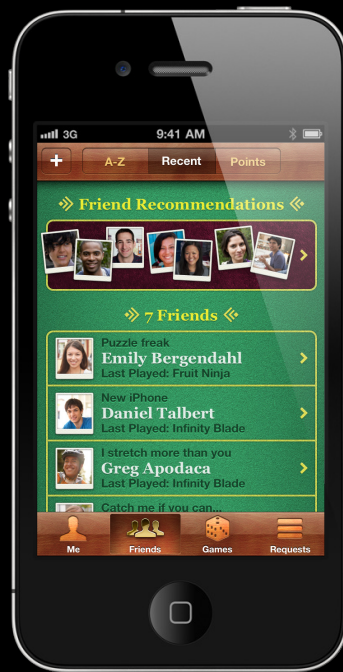 3G 9:41 AM
+ A-Z Recent Points
Friend Recommendations
7 Friends
Puzzle freak
Emily Bergendahl
Last Played: Fruit Ninja
New iPhone
Daniel Talbert
Last Played: Infinity Blade
I stretch more than you
Greg Apodaca
Last Played: Infinity Blade
Catch me if you can...
Me Friends Games Requests